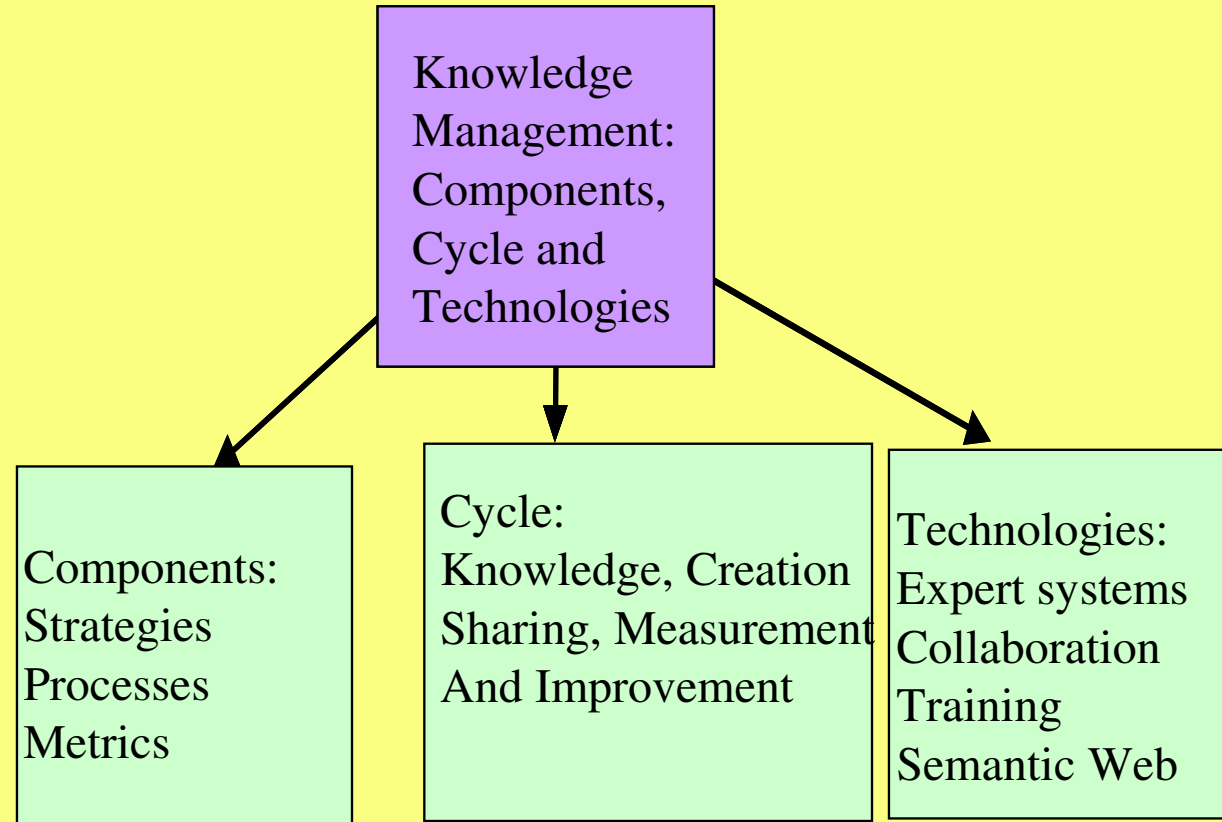 Knowledge
Management:
Components,
Cycle and
Technologies
Components:
Strategies
Processes
Metrics
Cycle:
Knowledge, Creation
Sharing, Measurement
And Improvement
Technologies:
Expert systems
Collaboration
Training
Semantic Web